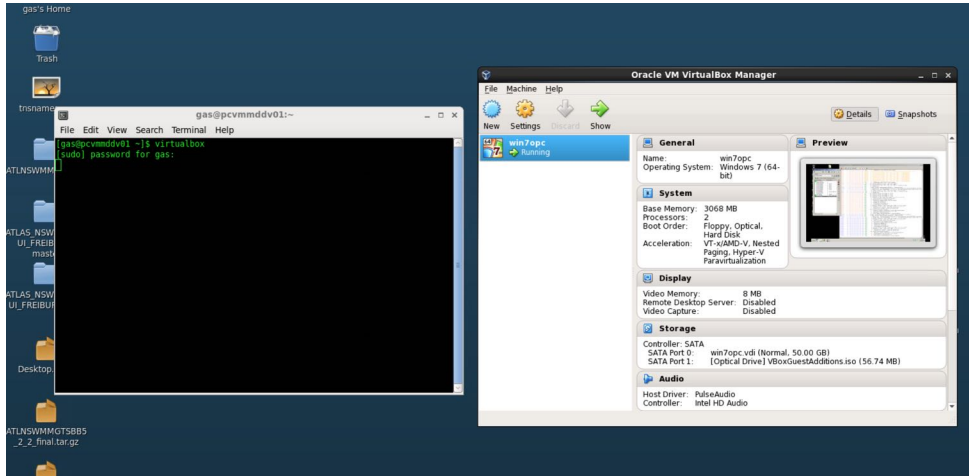 gas's Home
Trash
tnsname
ATLNSWMM
ATLAS_NSW
UI_FREIB
mast
ATLAS_NSW
UI_FREIBUR
Desktop.
ATLNSWMMGTSBB5
_2_2_final.tar.gz
gas@pcvmmddv01:~
File Edit View Search Terminal Help
[gas@pcvmmddv01 ~]$ virtualbox
[sudo] password for gas:
Oracle VM VirtualBox Manager
File Machine Help
New Settings Discard Show
Details Snapshots
win7opc
Running
General
Name: win7opc
Operating System: Windows 7 (64-
bit)
System
Base Memory: 3068 MB
Processors: 2
Boot Order: Floppy, Optical,
Hard Disk
Acceleration: VT-x/AMD-V, Nested
Paging, Hyper-V
Paravirtualization
Preview
Display
Video Memory: 8 MB
Remote Desktop Server: Disabled
Video Capture: Disabled
Storage
Controller: SATA
SATA Port 0: win7opc.vdi (Normal, 50.00 GB)
SATA Port 1: [Optical Drive] VBoxGuestAdditions.iso (56.74 MB)
Audio
Host Driver: PulseAudio
Controller: Intel HD Audio